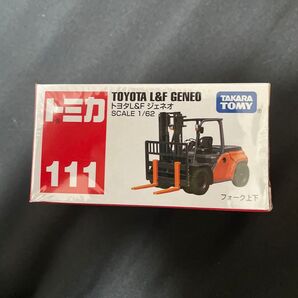 トミカ
111
TOYOTA L&F GENEO
トヨタL&F ジェネオ
SCALE 1/62
TAKARA
TOMY
フォーク上下